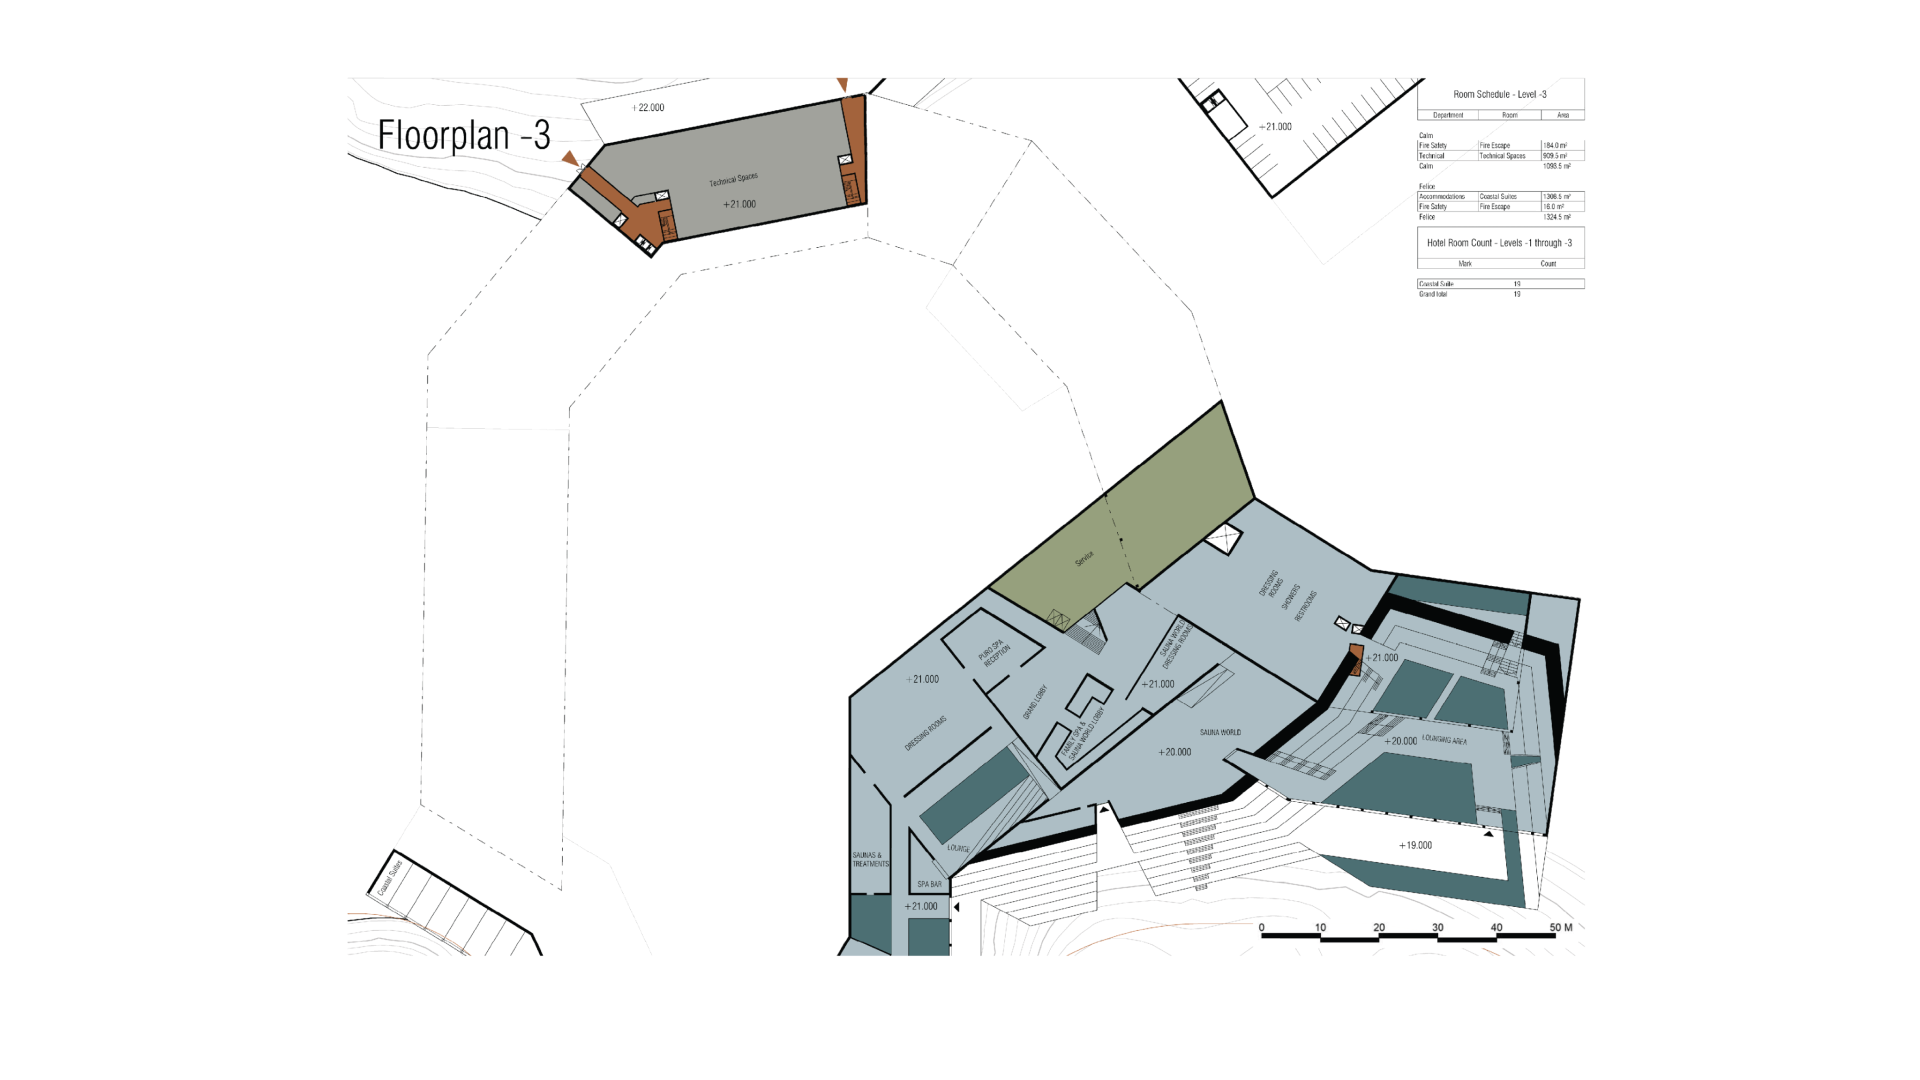 Floorplan -3
+22.000
Technical Spaces
+21.000
+21.000
Room Schedule - Level -3
Department Room Area
Calm
Fire Safety Fire Escape 184.0 m²
Technical Technical Spaces 909.5 m²
Calm 1093.5 m²
Felice
Accommodations Coastal Suites 1308.5 m²
Fire Safety Fire Escape 16.0 m²
Felice 1324.5 m²
Hotel Room Count - Levels -1 through -3
Mark Count
Coastal Suite 19
Grand total 19
Service
DRESSING
ROOMS
SHOWERS
RESTROOMS
PURO SPA
RECEPTION
SAUNA WORLD
DRESSING ROOMS
+21.000
+21.000
+21.000
GRAND LOBBY
FAMILY SPA &
SAUNA WORLD LOBBY
DRESSING ROOMS
SAUNA WORLD
+20.000
+20.000
LOUNGING AREA
LOUNGE
SAUNAS &
TREATMENTS
SPA BAR
+21.000
+19.000
Coastal Suites
0 10 20 30 40 50 M